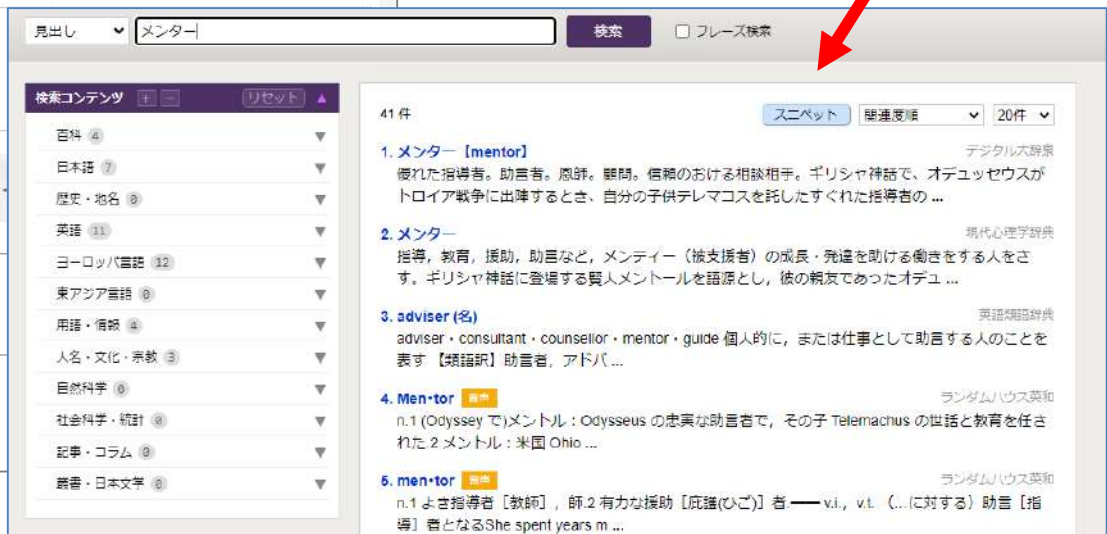 見出し メンター 検索 フレーズ検索
検索コンテンツ + - リセット ▲
百科 4
日本語 7
歴史・地名 0
英語 11
ヨーロッパ言語 12
東アジア言語 0
用語・情報 4
人名・文化・宗教 3
自然科学 0
社会科学・統計 0
記事・コラム 0
叢書・日本文学 0
41 件 スニペット 関連度順 20件
1. メンター【mentor】 デジタル大辞泉
優れた指導者。助言者。恩師。顧問。信頼のおける相談相手。ギリシャ神話で、オデュッセウスが
トロイア戦争に出陣するとき、自分の子供テレマコスを託したすぐれた指導者の ...
2. メンター 現代心理学辞典
指導，教育，援助，助言など，メンティー（被支援者）の成長・発達を助ける働きをする人をさ
す。ギリシャ神話に登場する賢人メントールを語源とし，彼の親友であったオデュ ...
3. adviser (名) 英語類語辞典
adviser・consultant・counsellor・mentor・guide 個人的に，または仕事として助言する人のことを
表す 【類語訳】助言者，アドバ ...
4. Men・tor 音声 ランダムハウス英和
n.1 (Odyssey で)メントル：Odysseus の忠実な助言者で，その子 Telemachus の世話と教育を任さ
れた 2 メントル：米国 Ohio ...
5. men・tor 音声 ランダムハウス英和
n.1 よき指導者［教師］，師.2 有力な援助［庇護(ひご)］者.━━ v.i., v.t. （...に対する）助言［指
導］者となるShe spent years m ...